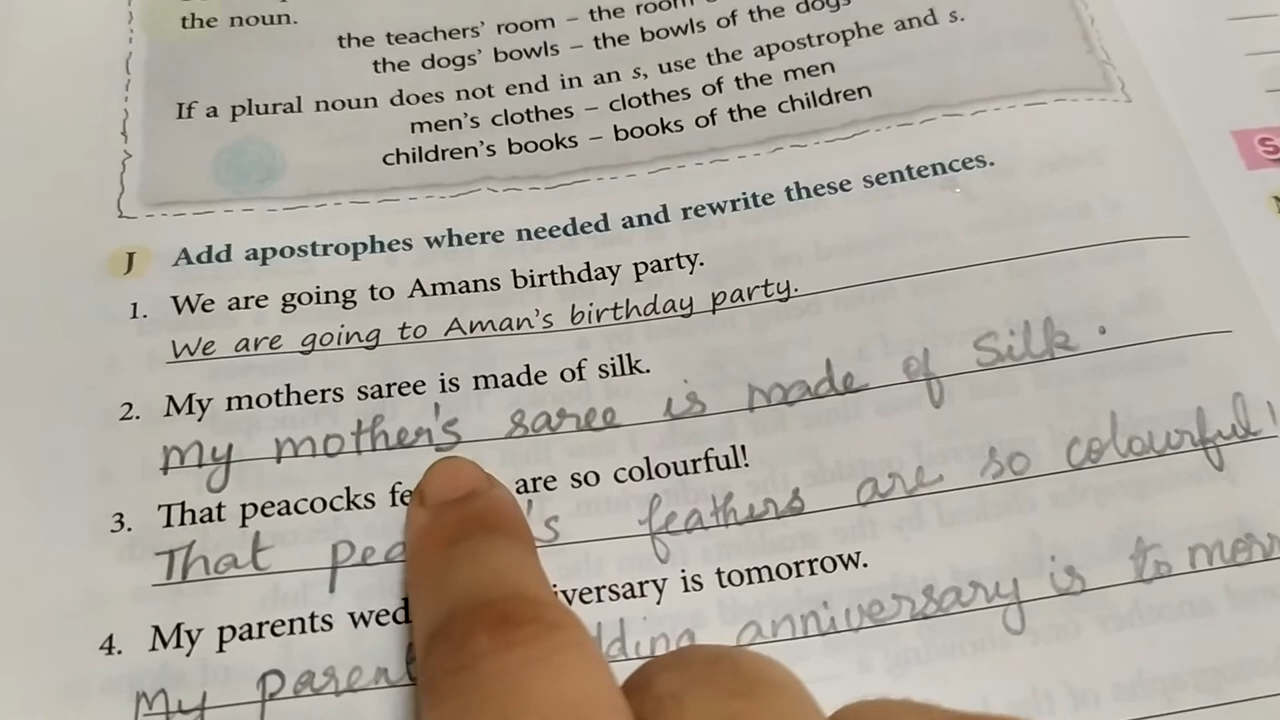 the noun.
the teachers' room – the room
the dogs' bowls – the bowls of the dogs
If a plural noun does not end in an s, use the apostrophe and s.
men's clothes – clothes of the men
children's books – books of the children
J Add apostrophes where needed and rewrite these sentences.
1. We are going to Amans birthday party.
We are going to Aman's birthday party.
2. My mothers saree is made of silk.
My mother's saree is made of silk.
3. That peacocks fe are so colourful!
That pea 's feathers are so colourful!
4. My parents wed iversary is tomorrow.
My parent dding anniversary is to morr
S